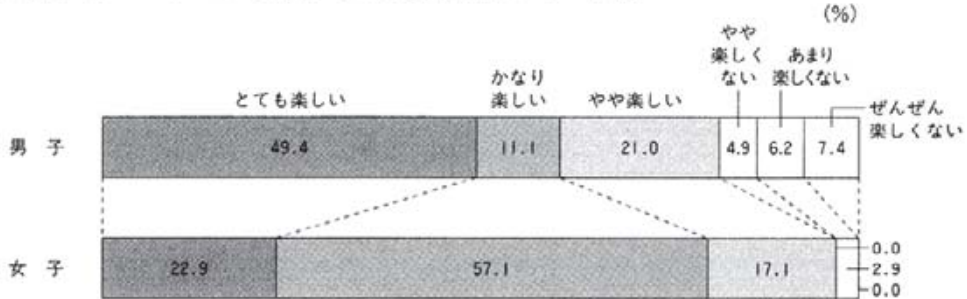 (%)
やや
楽しく
ない
あまり
楽しくない
かなり
楽しい
とても楽しい
やや楽しい
ぜんぜん
楽しくない
男 子
49.4
11.1
21.0
4.9
6.2
7.4
女 子
22.9
57.1
17.1
0.0
2.9
0.0